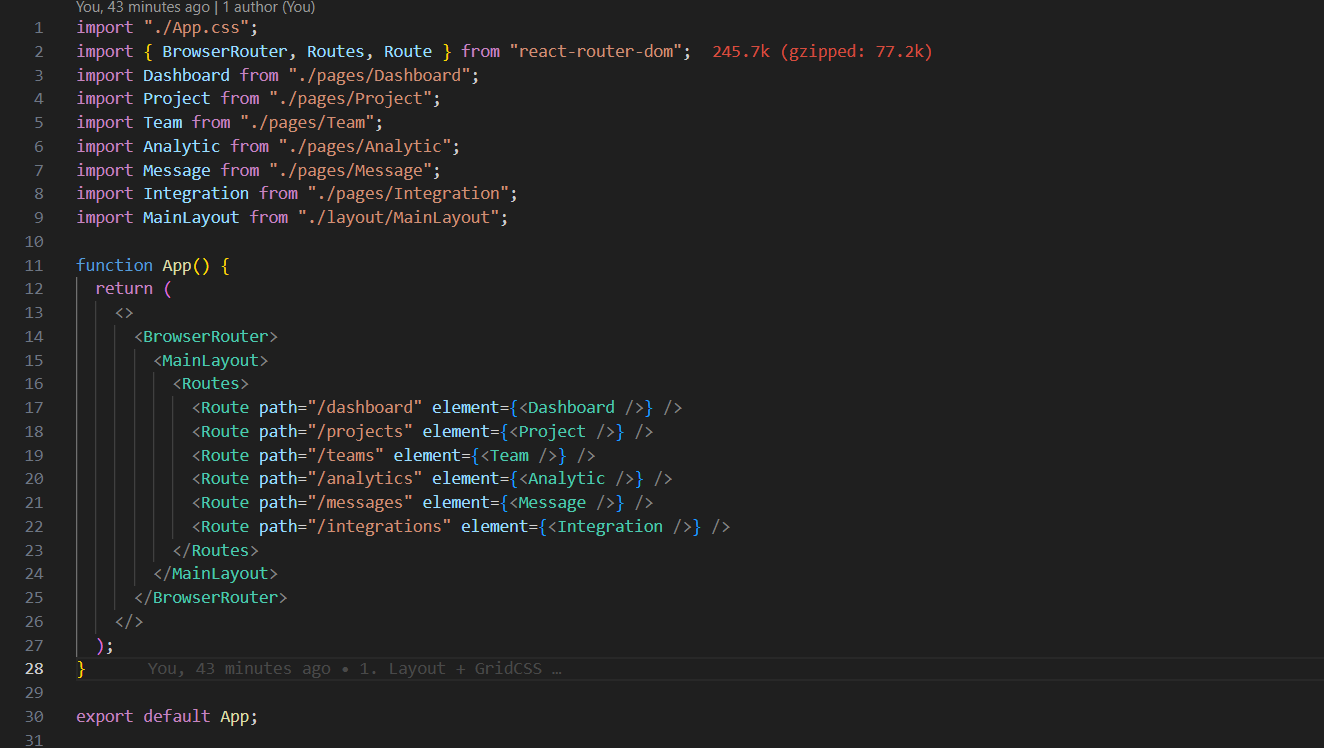 You, 43 minutes ago | 1 author (You)
1 import "./App.css";
2 import { BrowserRouter, Routes, Route } from "react-router-dom"; 245.7k (gzipped: 77.2k)
3 import Dashboard from "./pages/Dashboard";
4 import Project from "./pages/Project";
5 import Team from "./pages/Team";
6 import Analytic from "./pages/Analytic";
7 import Message from "./pages/Message";
8 import Integration from "./pages/Integration";
9 import MainLayout from "./layout/MainLayout";
10
11 function App() {
12   return (
13     <>
14       <BrowserRouter>
15         <MainLayout>
16           <Routes>
17             <Route path="/dashboard" element={<Dashboard />} />
18             <Route path="/projects" element={<Project />} />
19             <Route path="/teams" element={<Team />} />
20             <Route path="/analytics" element={<Analytic />} />
21             <Route path="/messages" element={<Message />} />
22             <Route path="/integrations" element={<Integration />} />
23           </Routes>
24         </MainLayout>
25       </BrowserRouter>
26     </>
27   );
28 } You, 43 minutes ago • 1. Layout + GridCSS …
29
30 export default App;
31